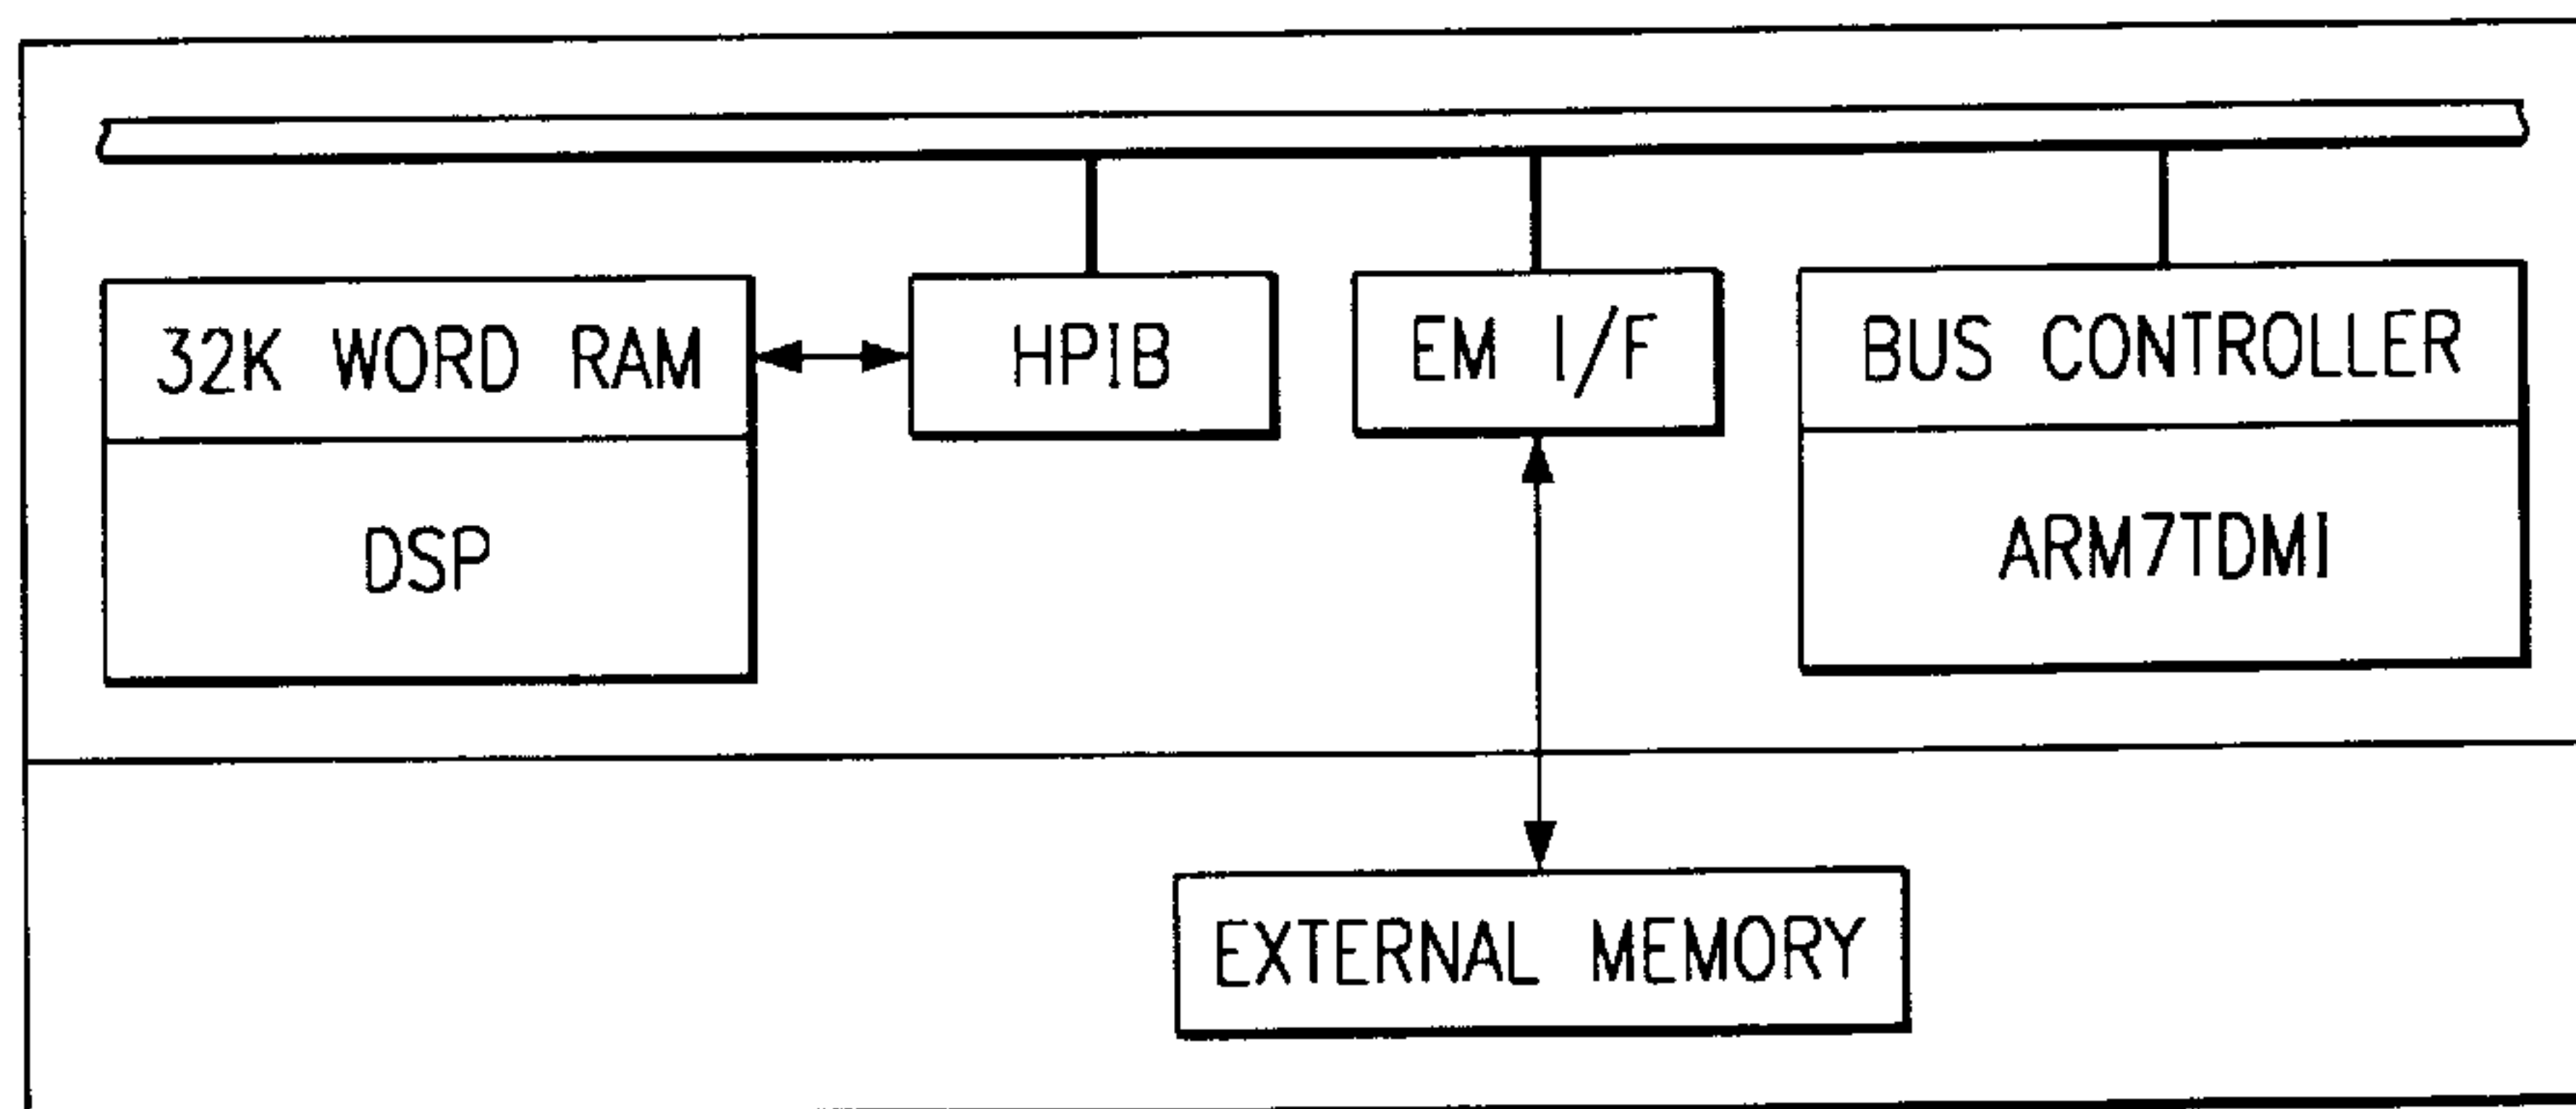 32K WORD RAM
HPIB
EM I/F
BUS CONTROLLER
DSP
ARM7TDMI
EXTERNAL MEMORY